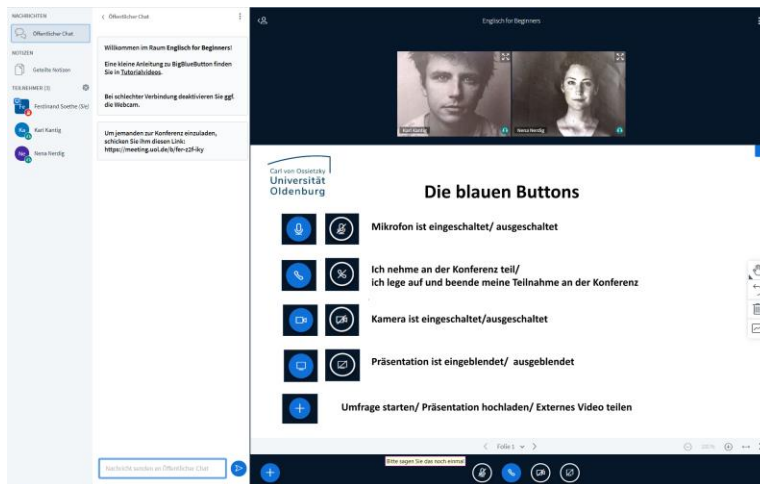 NACHRICHTEN
Öffentlicher Chat
NOTIZEN
Geteilte Notizen
TEILNEHMER (3)
Ferdinand Soethe (Sie)
Ka
Karl Kantig
Ne
Nena Nerdig
Öffentlicher Chat
Willkommen im Raum Englisch for Beginners!
Eine kleine Anleitung zu BigBlueButton finden
Sie in Tutorialvideos.
Bei schlechter Verbindung deaktivieren Sie ggf.
die Webcam.
Um jemanden zur Konferenz einzuladen,
schicken Sie ihm diesen Link:
Nachricht senden an Öffentlicher Chat
Englisch for Beginners
Karl Kantig
Nena Nerdig
Carl von Ossietzky
Universität
Oldenburg
Die blauen Buttons
Mikrofon ist eingeschaltet/ ausgeschaltet
Ich nehme an der Konferenz teil/
ich lege auf und beende meine Teilnahme an der Konferenz
Kamera ist eingeschaltet/ausgeschaltet
Präsentation ist eingeblendet/ ausgeblendet
Umfrage starten/ Präsentation hochladen/ Externes Video teilen
Folie 1
100%
Bitte sagen Sie das noch einmal